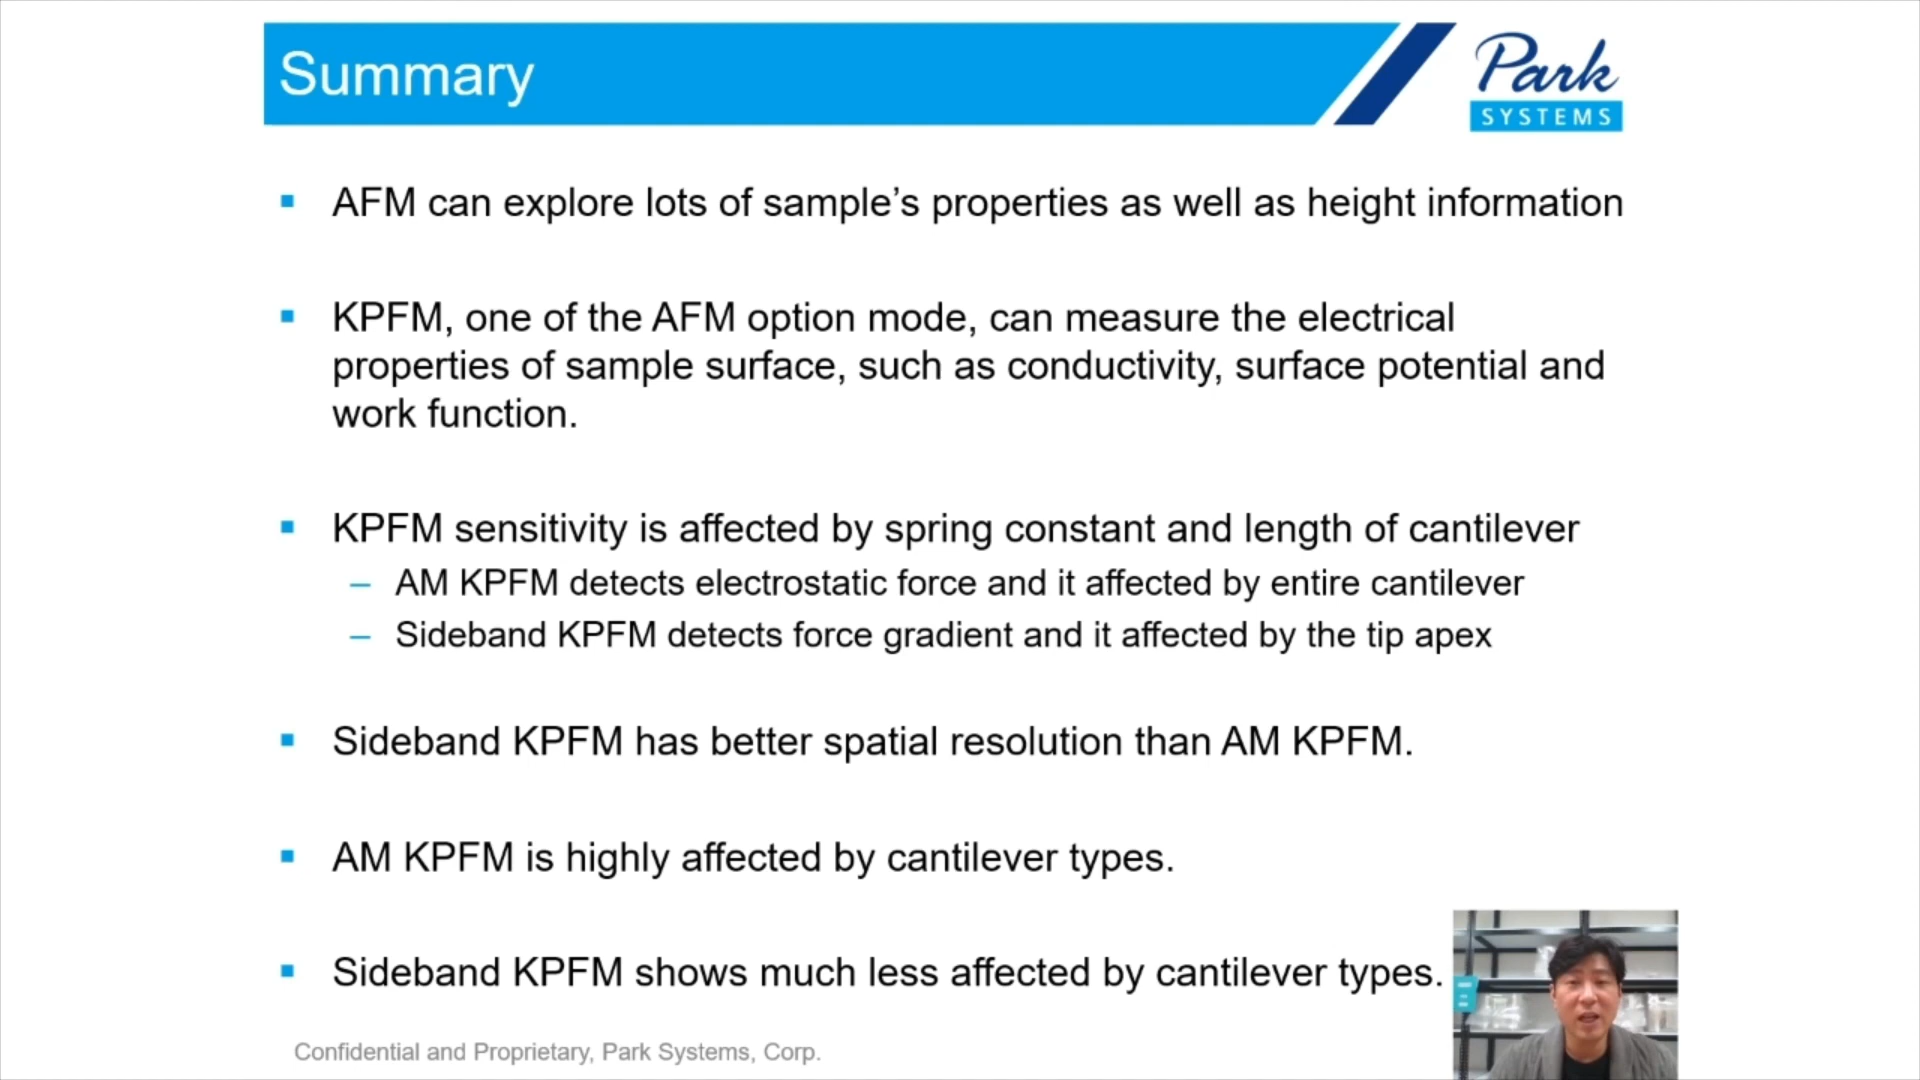 Summary
Park
SYSTEMS
AFM can explore lots of sample’s properties as well as height information
KPFM, one of the AFM option mode, can measure the electrical
properties of sample surface, such as conductivity, surface potential and
work function.
KPFM sensitivity is affected by spring constant and length of cantilever
– AM KPFM detects electrostatic force and it affected by entire cantilever
– Sideband KPFM detects force gradient and it affected by the tip apex
Sideband KPFM has better spatial resolution than AM KPFM.
AM KPFM is highly affected by cantilever types.
Sideband KPFM shows much less affected by cantilever types.
Confidential and Proprietary, Park Systems, Corp.